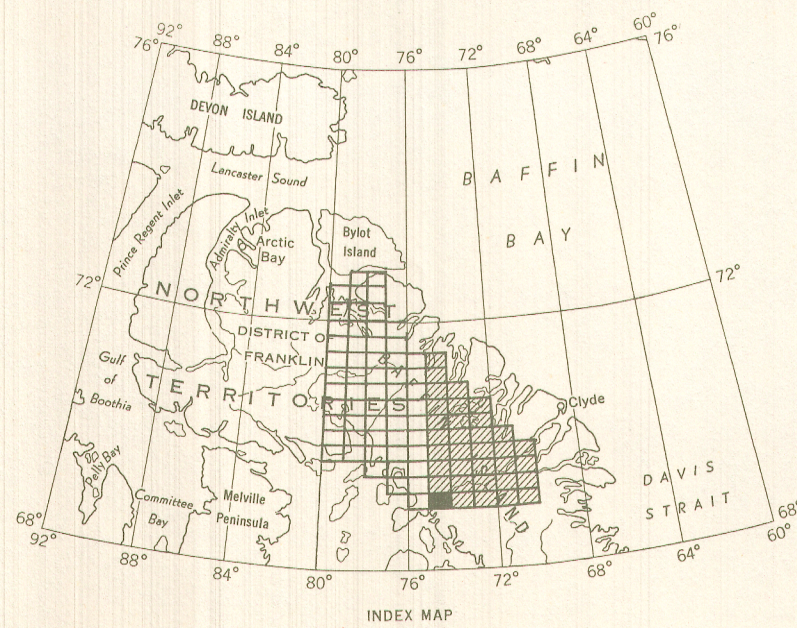 92° 88° 84° 80° 76° 72° 68° 64° 60°
76° 76°
DEVON ISLAND
Lancaster Sound
BAFFIN
BAY
Prince Regent Inlet
Admiralty Inlet
Arctic
Bay
Bylot
Island
72° 72°
NORTHWEST
DISTRICT OF
FRANKLIN
TERRITORIES
Gulf
of
Boothia
Clyde
Pelly Bay
Committee
Bay
Melville
Peninsula
DAVIS
STRAIT
68° 68°
92° 88° 84° 80° 76° 72° 68° 64° 60°
INDEX MAP